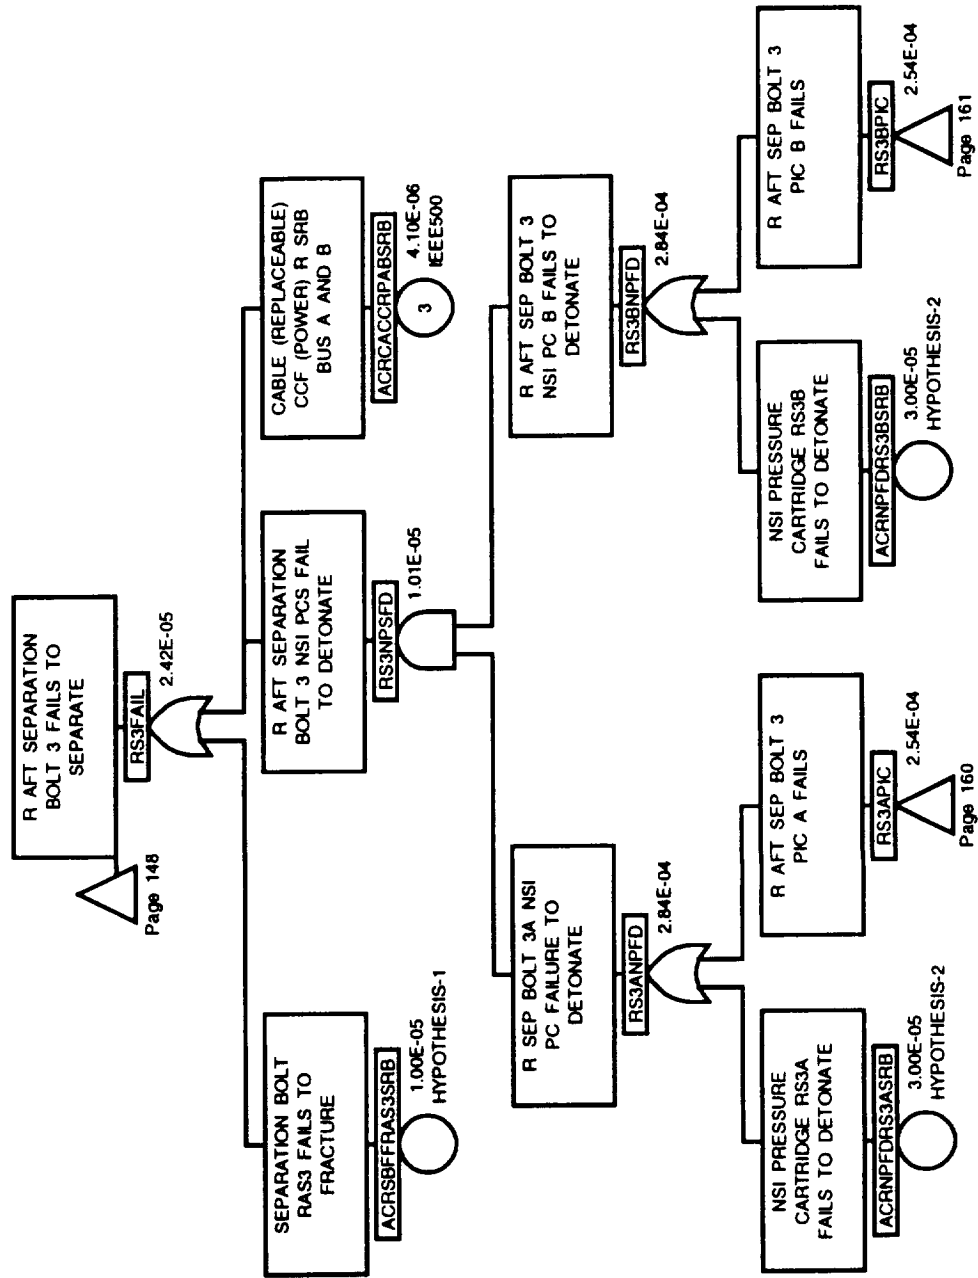 R AFT SEPARATION
BOLT 3 FAILS TO
SEPARATE
RS3FAIL
2.42E-05
Page 148
SEPARATION BOLT
RAS3 FAILS TO
FRACTURE
ACRSBFFRAS3SRB
1.00E-05
HYPOTHESIS-1
R AFT SEPARATION
BOLT 3 NSI PCS FAIL
TO DETONATE
RS3NPSFD
1.01E-05
CABLE (REPLACEABLE)
CCF (POWER) R SRB
BUS A AND B
ACRCACCRPABSRB
3
4.10E-06
IEEE500
R SEP BOLT 3A NSI
PC FAILURE TO
DETONATE
RS3ANPFD
2.84E-04
R AFT SEP BOLT 3
NSI PC B FAILS TO
DETONATE
RS3BNPFD
2.84E-04
NSI PRESSURE
CARTRIDGE RS3A
FAILS TO DETONATE
ACRNPFDRS3ASRB
3.00E-05
HYPOTHESIS-2
R AFT SEP BOLT 3
PIC A FAILS
RS3APIC
2.54E-04
Page 160
NSI PRESSURE
CARTRIDGE RS3B
FAILS TO DETONATE
ACRNPFDRS3BSRB
3.00E-05
HYPOTHESIS-2
R AFT SEP BOLT 3
PIC B FAILS
RS3BPIC
2.54E-04
Page 161